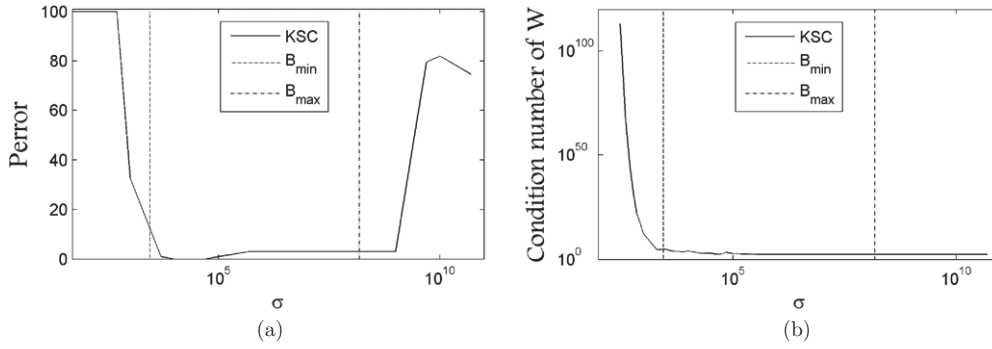 100
80
60
40
20
0
Perror
KSC
B_min
B_max
10^5
10^10
σ
(a)
10^100
10^50
10^0
Condition number of W
KSC
B_min
B_max
10^5
10^10
σ
(b)